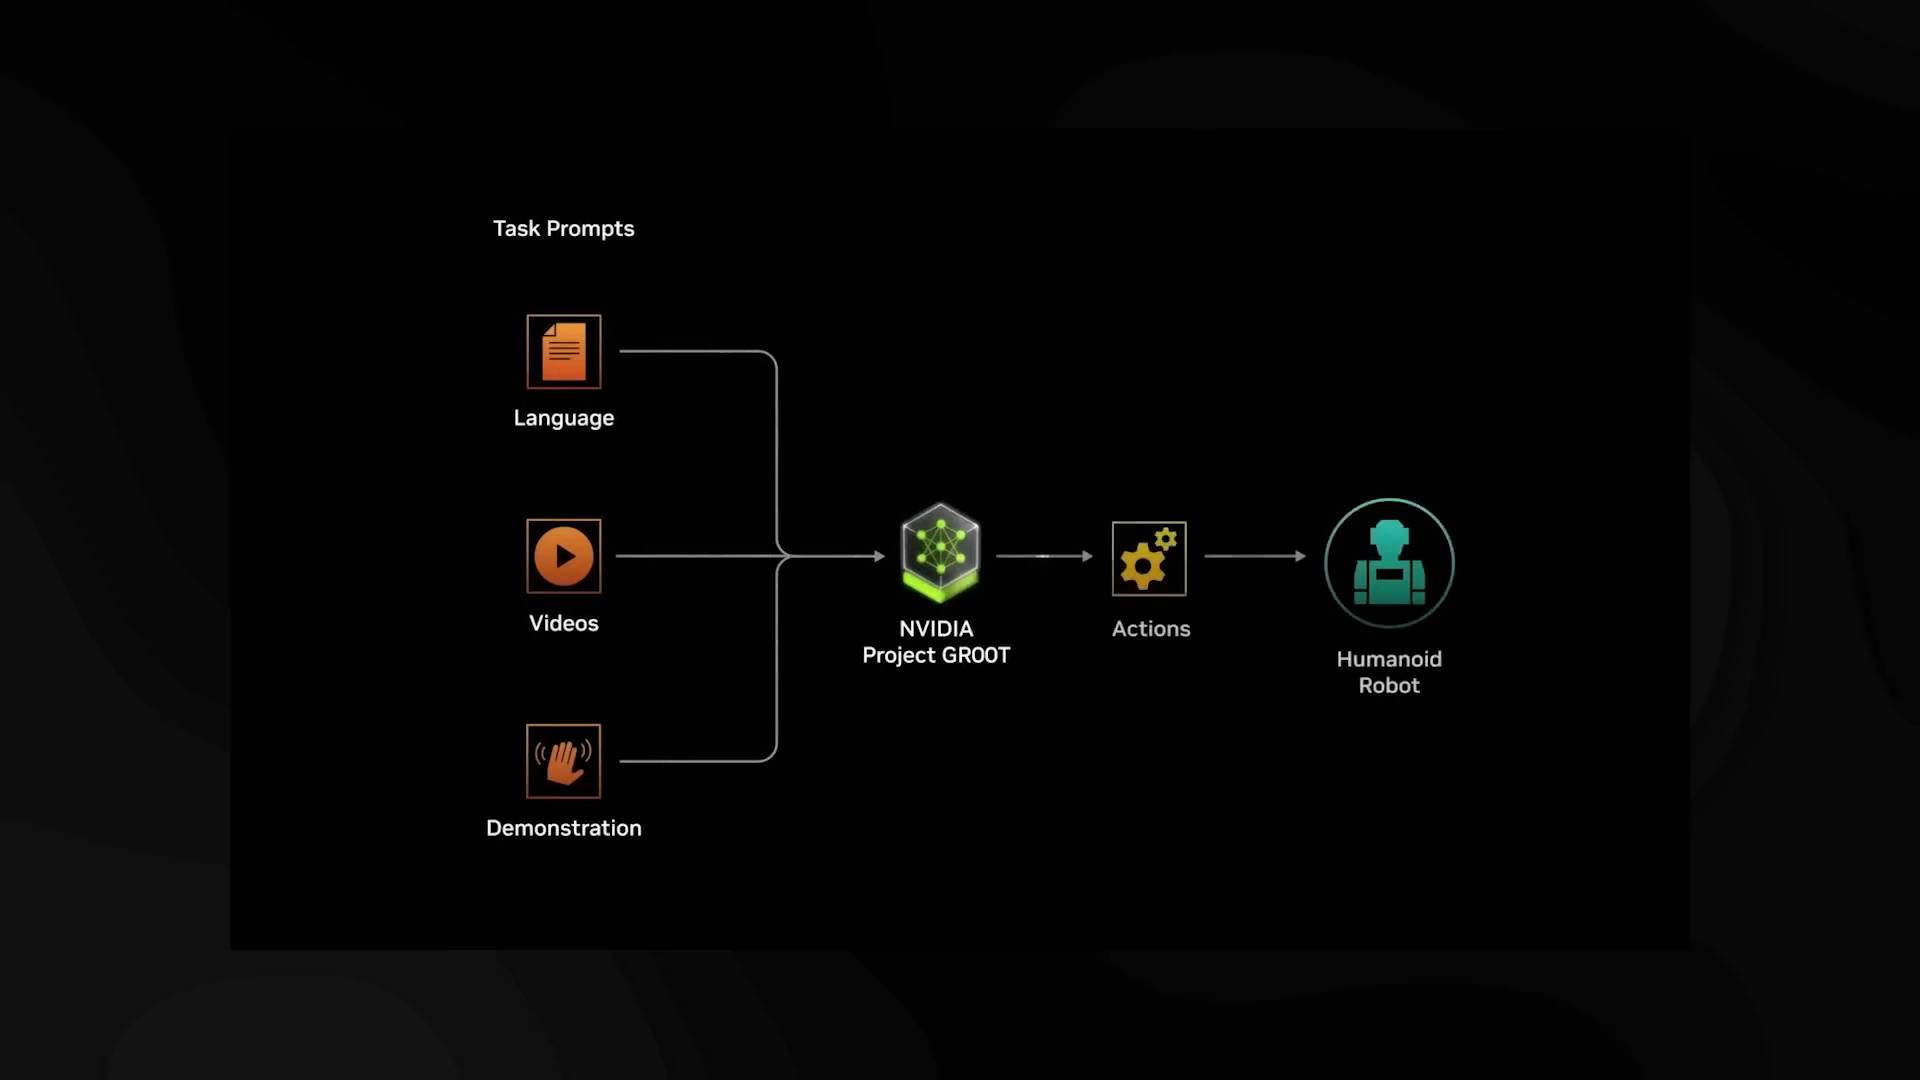 Task Prompts
Language
Videos
Demonstration
NVIDIA
Project GR00T
Actions
Humanoid
Robot